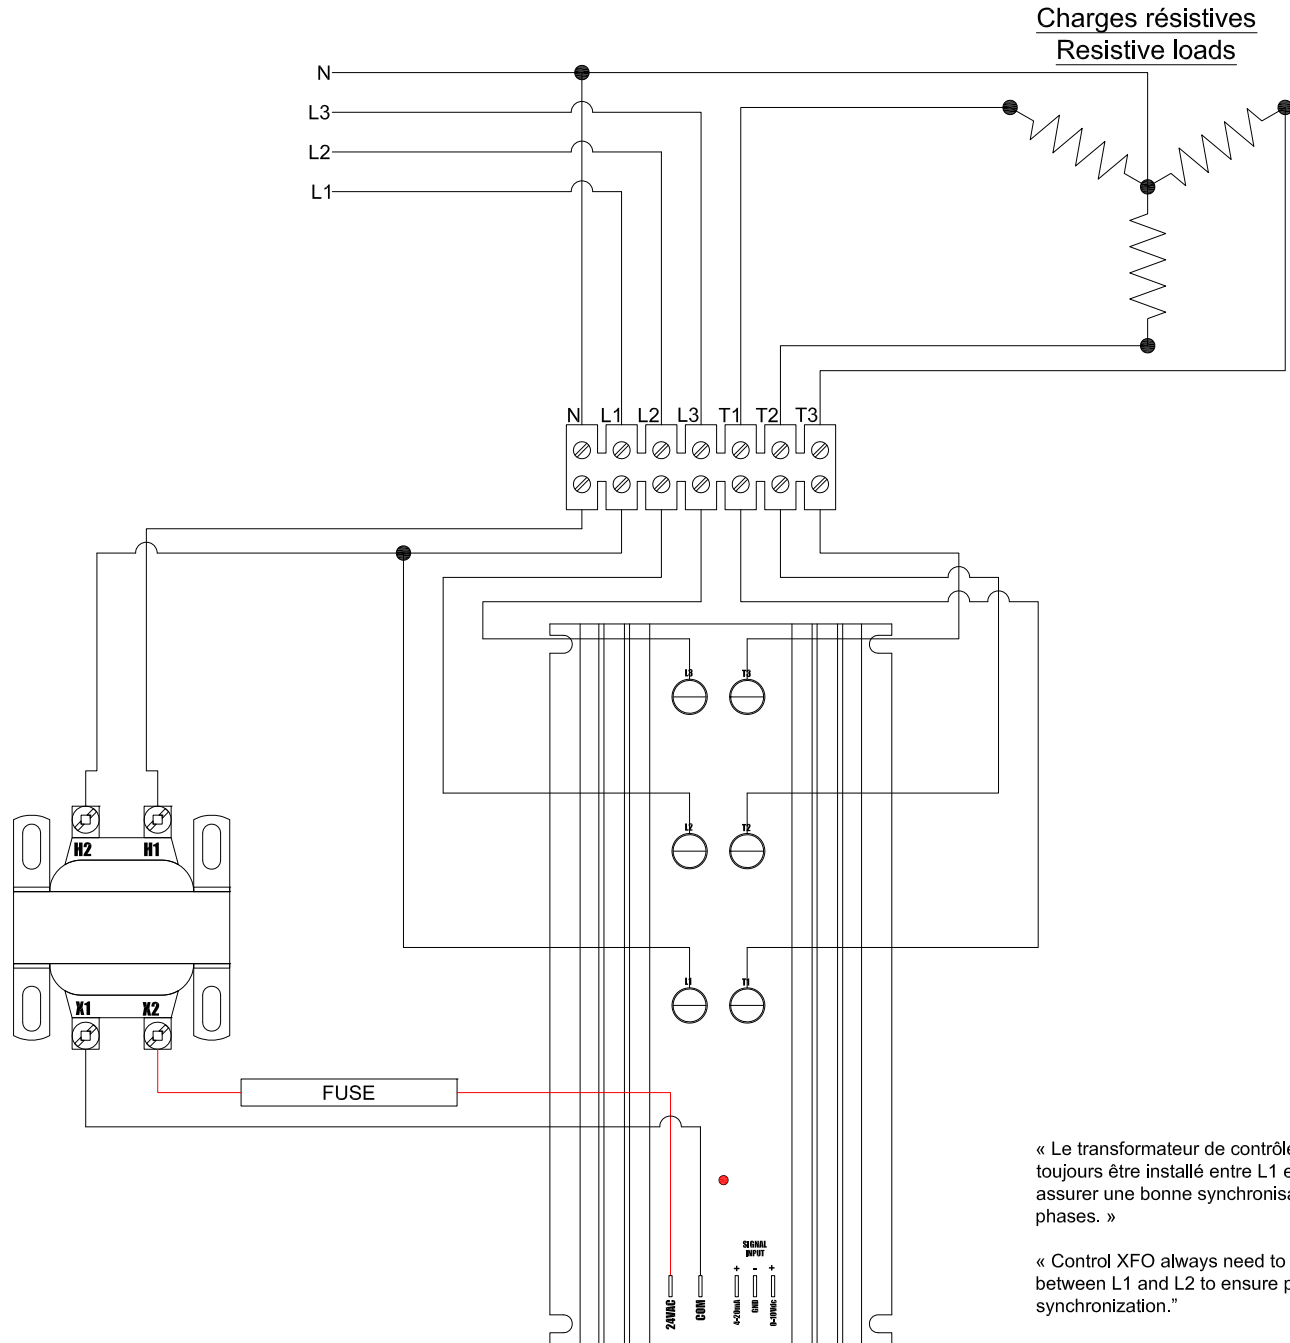 Charges résistives
Resistive loads
N
L3
L2
L1
N L1 L2 L3 T1 T2 T3
L3 T3
L2 T2
H2 H1
L1 T1
X1 X2
FUSE
« Le transformateur de contrôle
toujours être installé entre L1 e
assurer une bonne synchronisa
phases. »
« Control XFO always need to
between L1 and L2 to ensure p
synchronization.”
SIGNAL
INPUT
+ - +
24VAC COM 4-20mA GND 0-10Vdc